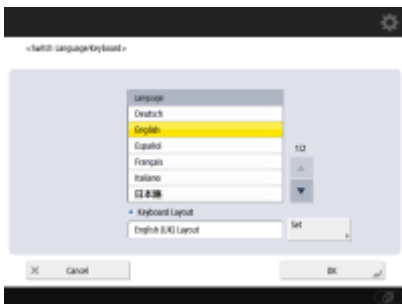 <Switch Language/Keyboard>
Language
Deutsch
English
Español
Français
Italiano
日本語
1/2
Keyboard Layout
English (UK) Layout
Set
Cancel
OK